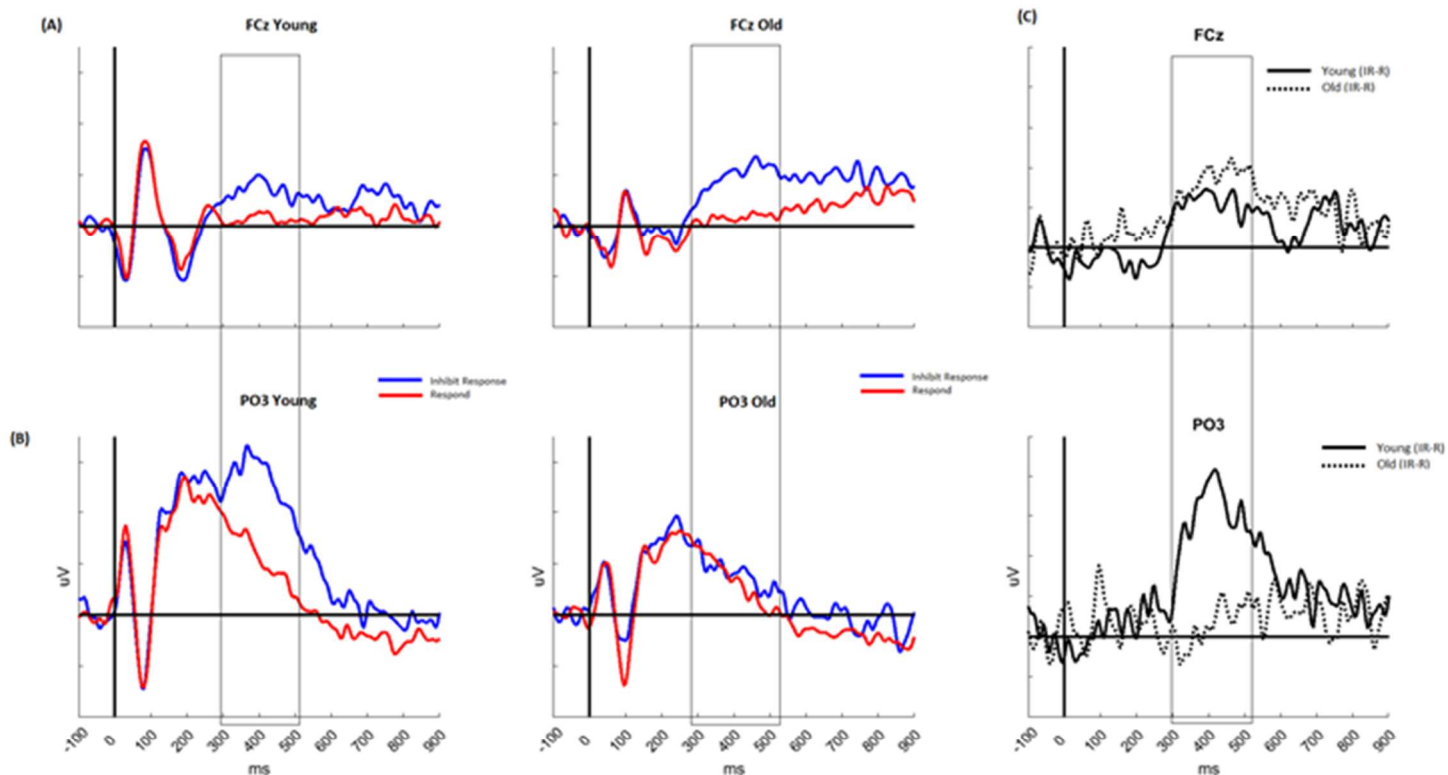 (A)
FCz Young
FCz Old
(C)
FCz
Young (IR-R)
Old (IR-R)
Inhibit Response
Respond
Inhibit Response
Respond
(B)
PO3 Young
PO3 Old
PO3
Young (IR-R)
Old (IR-R)
uV
uV
-100 0 100 200 300 400 500 600 700 800 900
-100 0 100 200 300 400 500 600 700 800 900
-100 0 100 200 300 400 500 600 700 800 900
ms
ms
ms